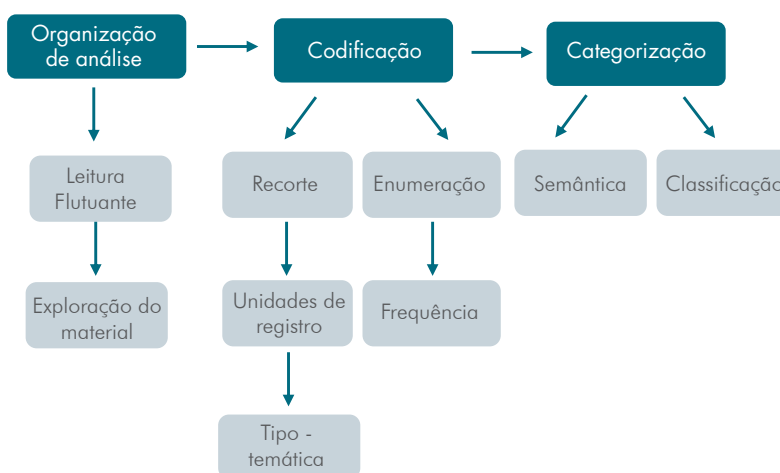 Organização
de análise
Codificação
Categorização
Leitura
Flutuante
Recorte
Enumeração
Semântica
Classificação
Exploração do
material
Unidades de
registro
Frequência
Tipo -
temática